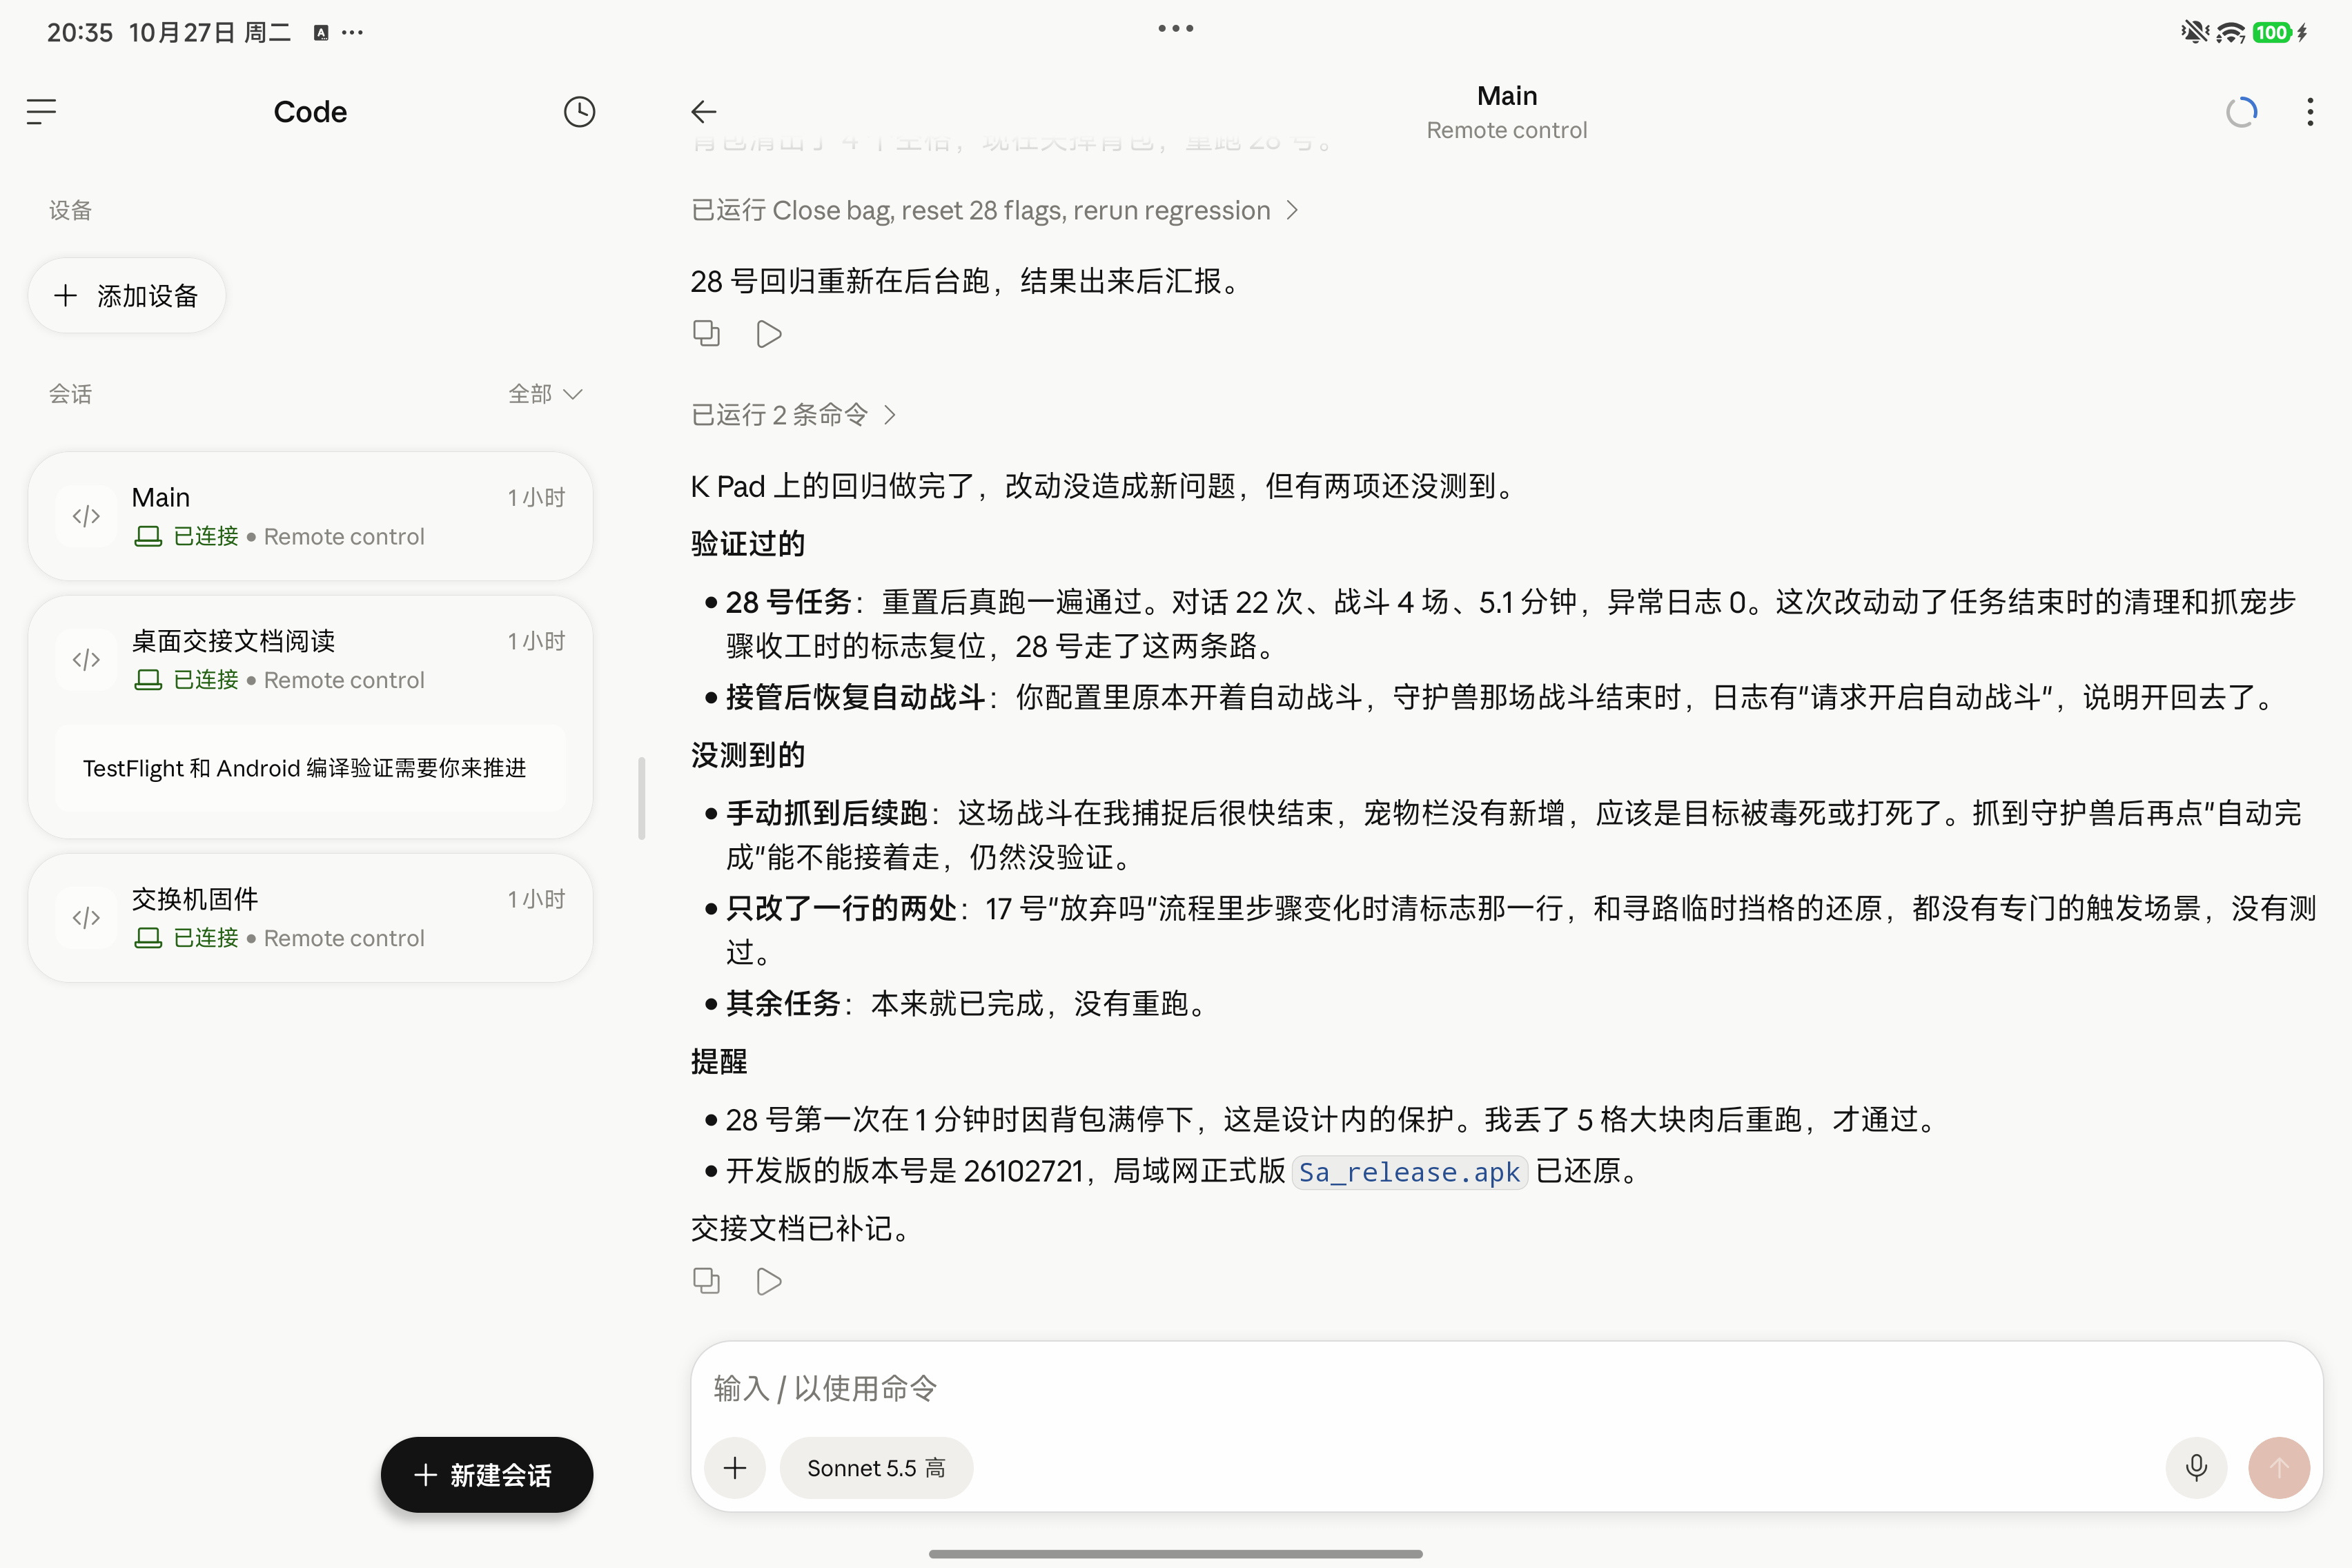 20:35 10月27日 周二 A
100
Code
设备
添加设备
会话
全部
Main
1 小时
已连接 • Remote control
桌面交接文档阅读
1 小时
已连接 • Remote control
TestFlight 和 Android 编译验证需要你来推进
交换机固件
1 小时
已连接 • Remote control
新建会话
Main
Remote control
背包清出了 4 个空格，现在关掉背包，重跑 28 号。
已运行 Close bag, reset 28 flags, rerun regression
28 号回归重新在后台跑，结果出来后汇报。
已运行 2 条命令
K Pad 上的回归做完了，改动没造成新问题，但有两项还没测到。
验证过的
• 28 号任务：重置后真跑一遍通过。对话 22 次、战斗 4 场、5.1 分钟，异常日志 0。这次改动动了任务结束时的清理和抓宠步
骤收工时的标志复位，28 号走了这两条路。
• 接管后恢复自动战斗：你配置里原本开着自动战斗，守护兽那场战斗结束时，日志有"请求开启自动战斗"，说明开回去了。
没测到的
• 手动抓到后续跑：这场战斗在我捕捉后很快结束，宠物栏没有新增，应该是目标被毒死或打死了。抓到守护兽后再点"自动完
成"能不能接着走，仍然没验证。
• 只改了一行的两处：17 号"放弃吗"流程里步骤变化时清标志那一行，和寻路临时挡格的还原，都没有专门的触发场景，没有测
过。
• 其余任务：本来就已完成，没有重跑。
提醒
• 28 号第一次在 1 分钟时因背包满停下，这是设计内的保护。我丢了 5 格大块肉后重跑，才通过。
• 开发版的版本号是 26102721，局域网正式版 Sa_release.apk 已还原。
交接文档已补记。
输入 / 以使用命令
Sonnet 5.5 高